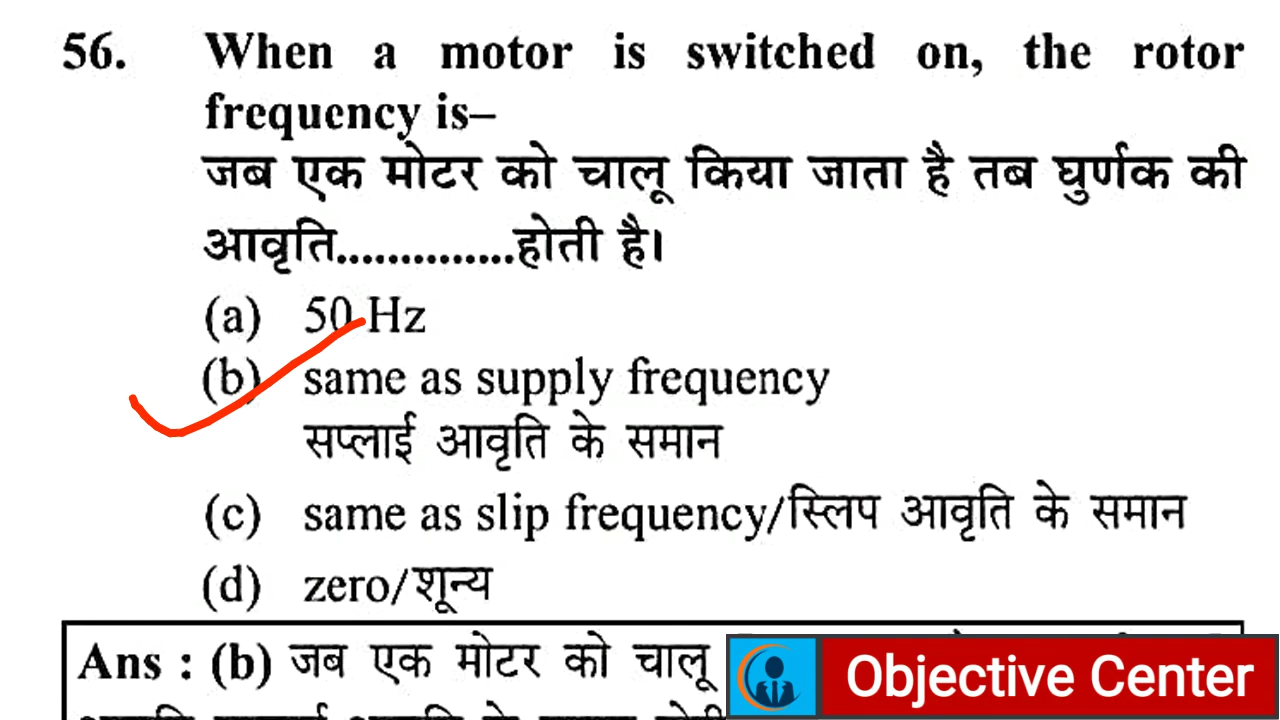 56. When a motor is switched on, the rotor
frequency is–
जब एक मोटर को चालू किया जाता है तब घुर्णक की
आवृति..............होती है।
(a) 50 Hz
(b) same as supply frequency
सप्लाई आवृति के समान
(c) same as slip frequency/स्लिप आवृति के समान
(d) zero/शून्य
Ans : (b) जब एक मोटर को चालू
Objective Center